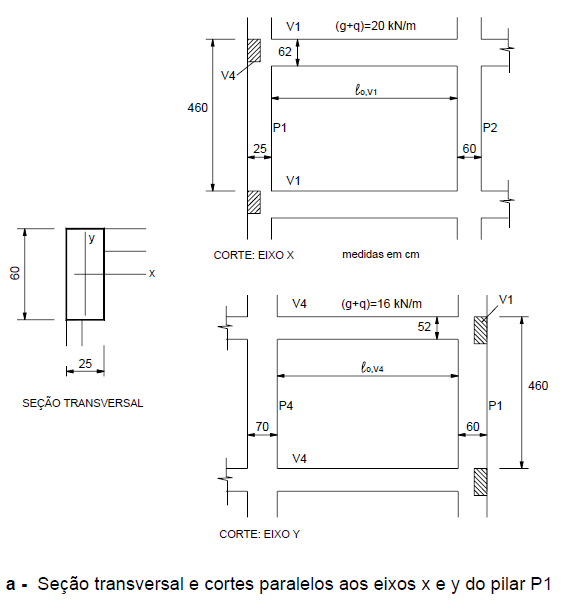 V1
(g+q)=20 kN/m
62
V4
460
ℓo,V1
P1
P2
25
60
V1
CORTE: EIXO X
medidas em cm
y
x
60
25
SEÇÃO TRANSVERSAL
V4
(g+q)=16 kN/m
V1
52
ℓo,V4
460
P4
P1
70
60
V4
CORTE: EIXO Y
a - Seção transversal e cortes paralelos aos eixos x e y do pilar P1